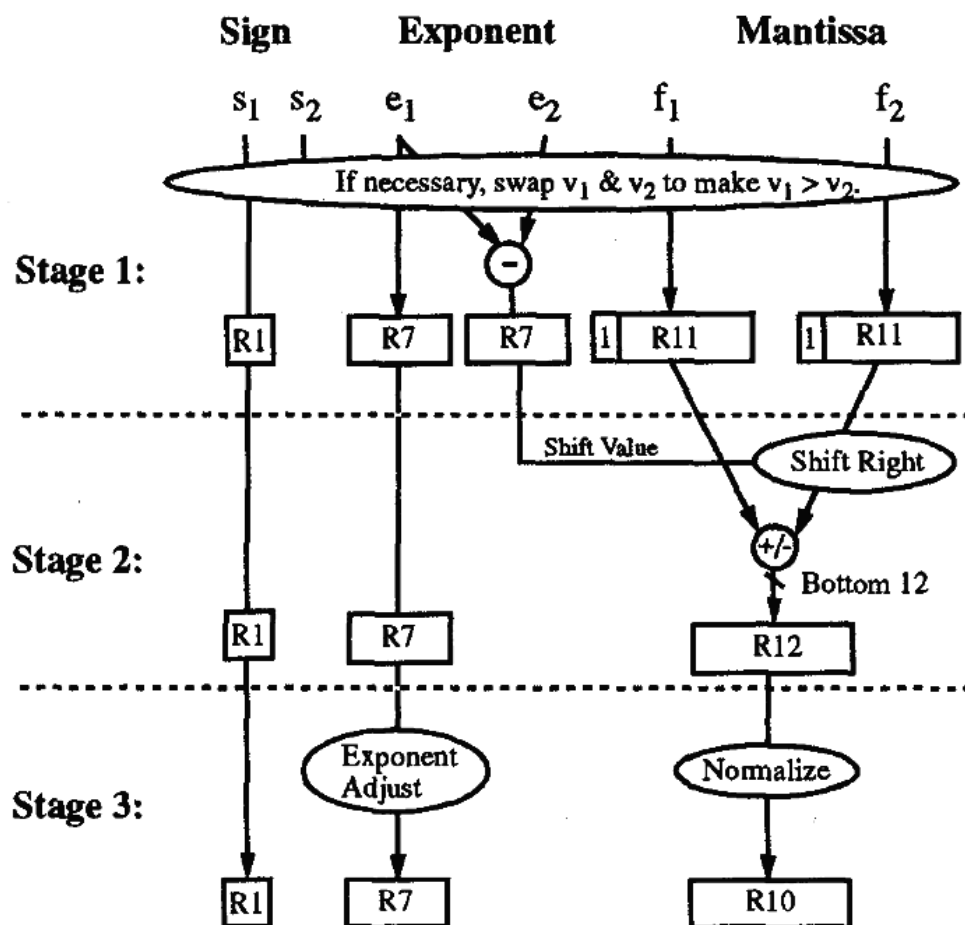 Sign Exponent Mantissa
s1 s2 e1 e2 f1 f2
If necessary, swap v1 & v2 to make v1 > v2.
-
Stage 1:
R1 R7 R7 1 R11 1 R11
Shift Value Shift Right
+/-
Stage 2:
Bottom 12
R1 R7 R12
Exponent
Adjust
Normalize
Stage 3:
R1 R7 R10